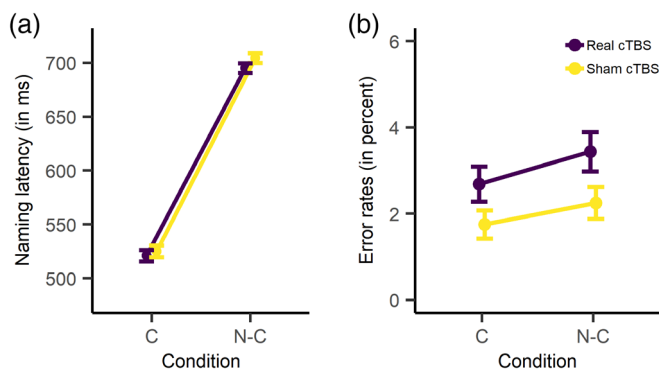 (a)
Naming latency (in ms)
700
650
600
550
500
C
N-C
Condition
(b)
Error rates (in percent)
6
4
2
0
Real cTBS
Sham cTBS
C
N-C
Condition